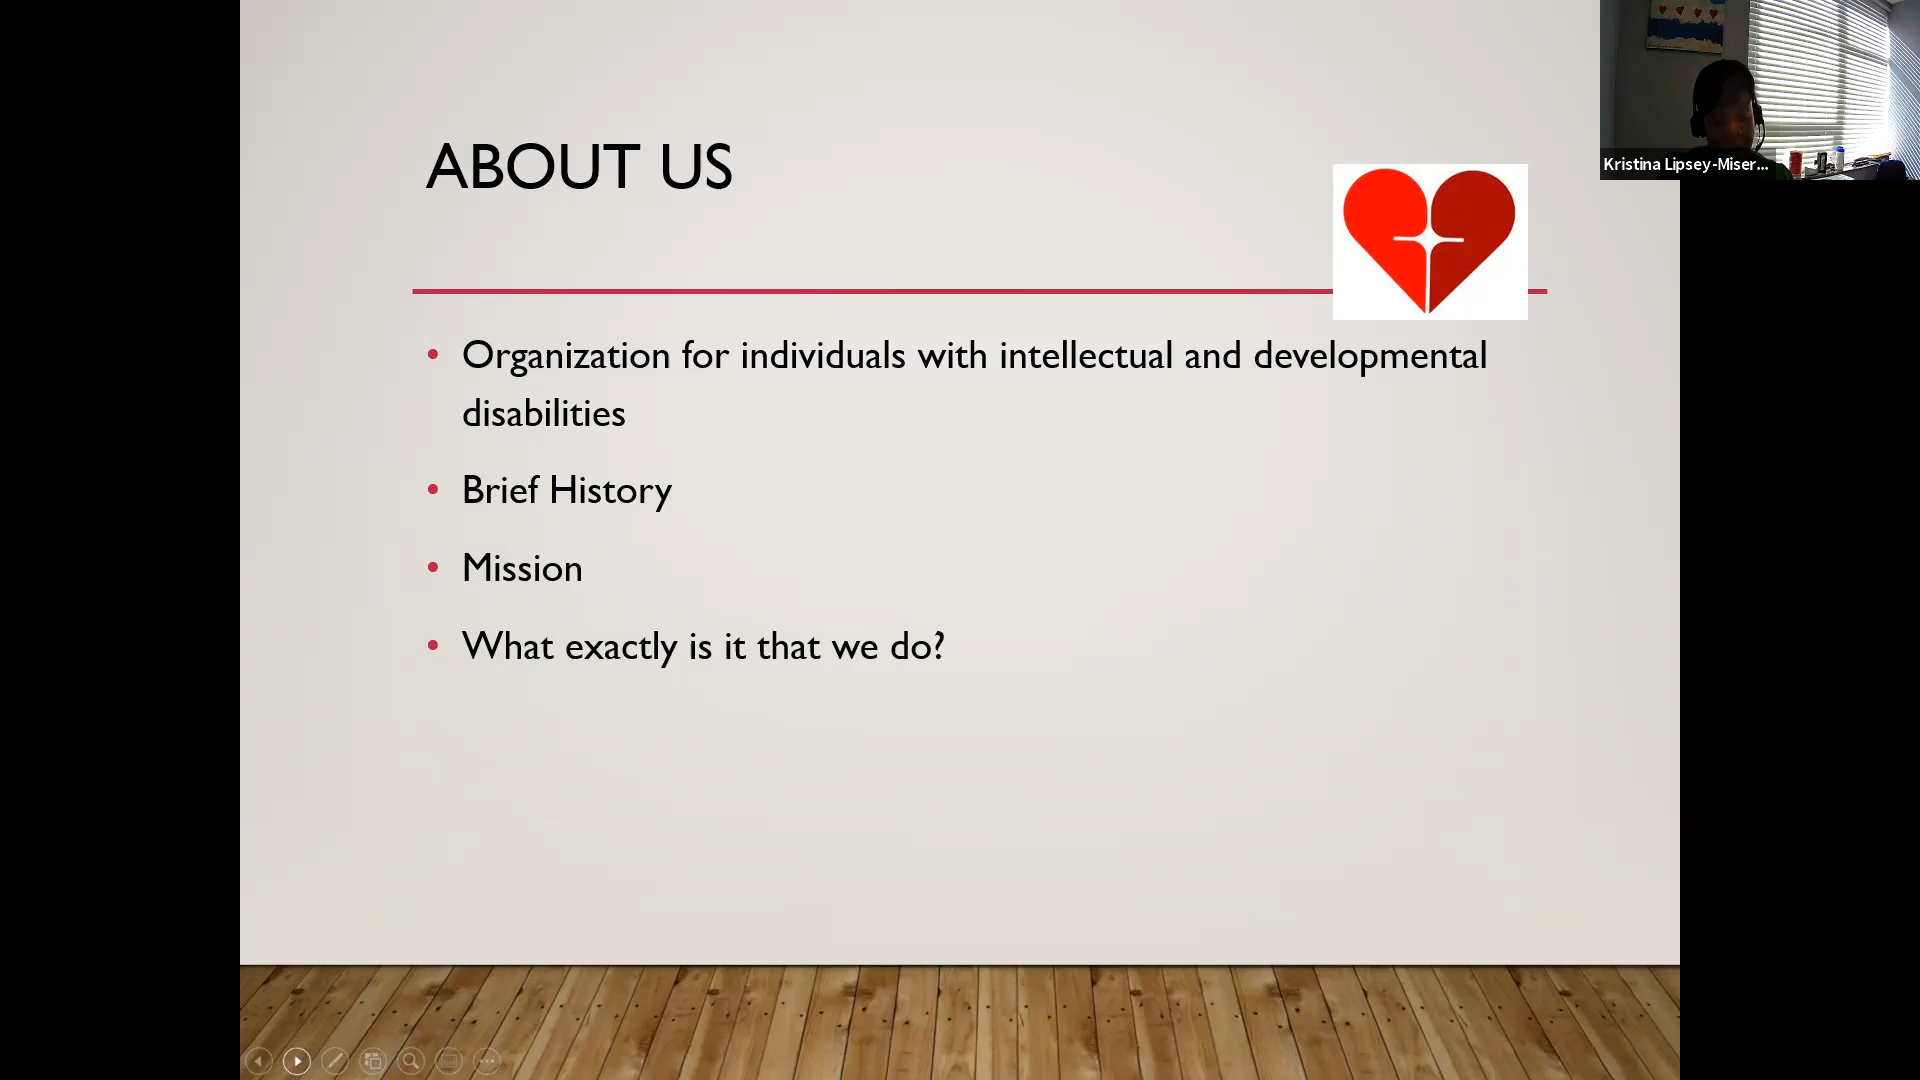 ABOUT US
Kristina Lipsey-Miser...
• Organization for individuals with intellectual and developmental
disabilities
• Brief History
• Mission
• What exactly is it that we do?